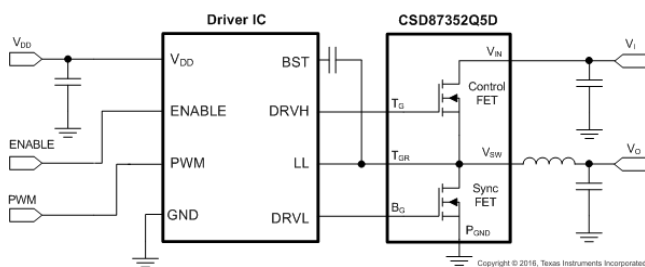 Driver IC
CSD87352Q5D
VDD
VDD
BST
ENABLE
ENABLE
DRVH
TG
VIN
Control
FET
VI
PWM
PWM
LL
TGR
VSW
VO
GND
DRVL
BG
Sync
FET
PGND
Copyright © 2016, Texas Instruments Incorporated